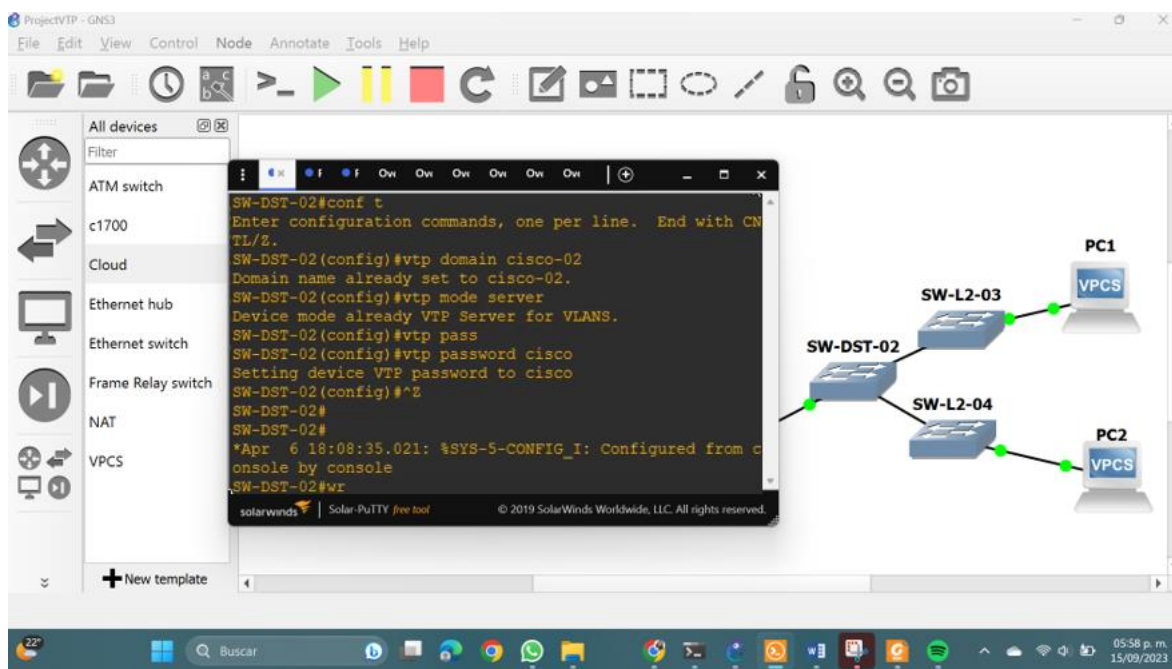 ProjectVTP - GNS3
File Edit View Control Node Annotate Tools Help
All devices
Filter
ATM switch
c1700
Cloud
Ethernet hub
Ethernet switch
Frame Relay switch
NAT
VPCS
New template
SW-DST-02#conf t
Enter configuration commands, one per line.  End with CN
TL/Z.
SW-DST-02(config)#vtp domain cisco-02
Domain name already set to cisco-02.
SW-DST-02(config)#vtp mode server
Device mode already VTP Server for VLANS.
SW-DST-02(config)#vtp pass
SW-DST-02(config)#vtp password cisco
Setting device VTP password to cisco
SW-DST-02(config)#^Z
SW-DST-02#
SW-DST-02#
*Apr  6 18:08:35.021: %SYS-5-CONFIG_I: Configured from c
onsole by console
SW-DST-02#wr
solarwinds Solar-PuTTY free tool © 2019 SolarWinds Worldwide, LLC. All rights reserved.
PC1
VPCS
SW-L2-03
SW-DST-02
SW-L2-04
PC2
VPCS
22°
Buscar
05:58 p. m.
15/09/2023